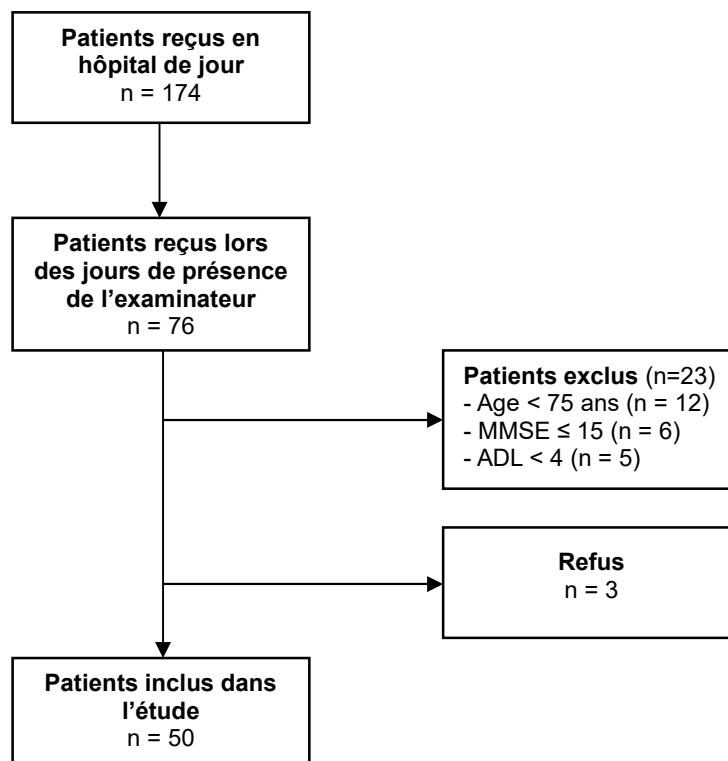 Patients reçus en
hôpital de jour
n = 174
Patients reçus lors
des jours de présence
de l’examinateur
n = 76
Patients exclus (n=23)
- Age < 75 ans (n = 12)
- MMSE ≤ 15 (n = 6)
- ADL < 4 (n = 5)
Refus
n = 3
Patients inclus dans
l’étude
n = 50